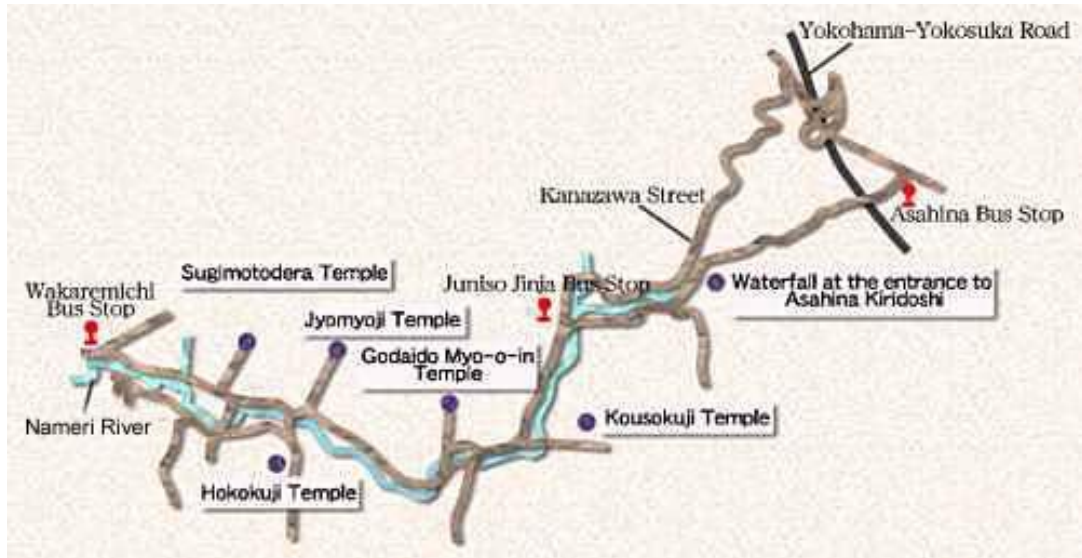 Yokohama-Yokosuka Road
Kanazawa Street
Asahina Bus Stop
Sugimotodera Temple
Juniso Jinja Bus Stop
Waterfall at the entrance to
Asahina Kiridoshi
Wakaremichi
Bus Stop
Jyomyoji Temple
Godaido Myo-o-in
Temple
Nameri River
Kousokuji Temple
Hokokuji Temple